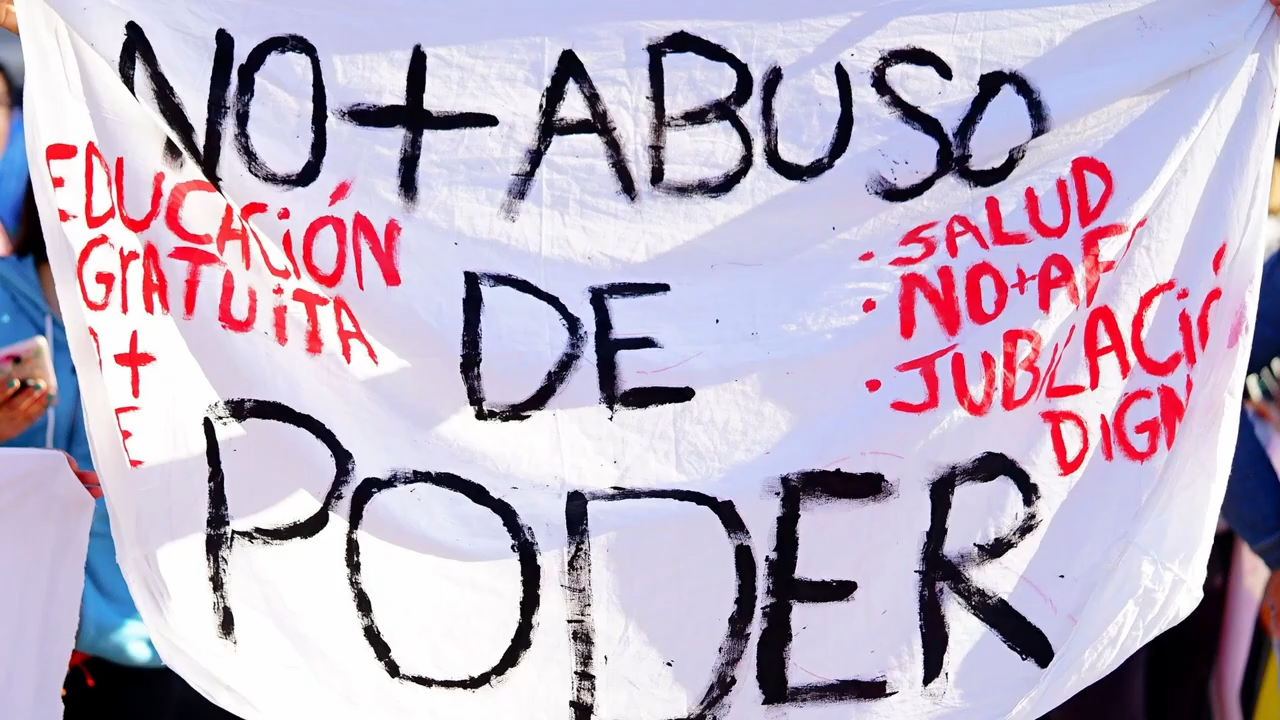 NO+ABUSO
DE
PODER
EDUCACiÓN
GrATUiTA
+
E
· SALUD
· NO+AF
· JUBiLACiÓ
DIGN